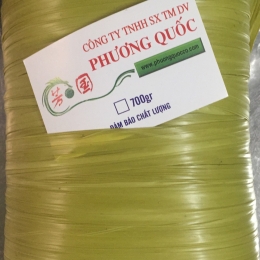 CÔNG TY TNHH SX TM DV
PHƯƠNG QUỐC
700gr
ĐẢM BẢO CHẤT LƯỢNG